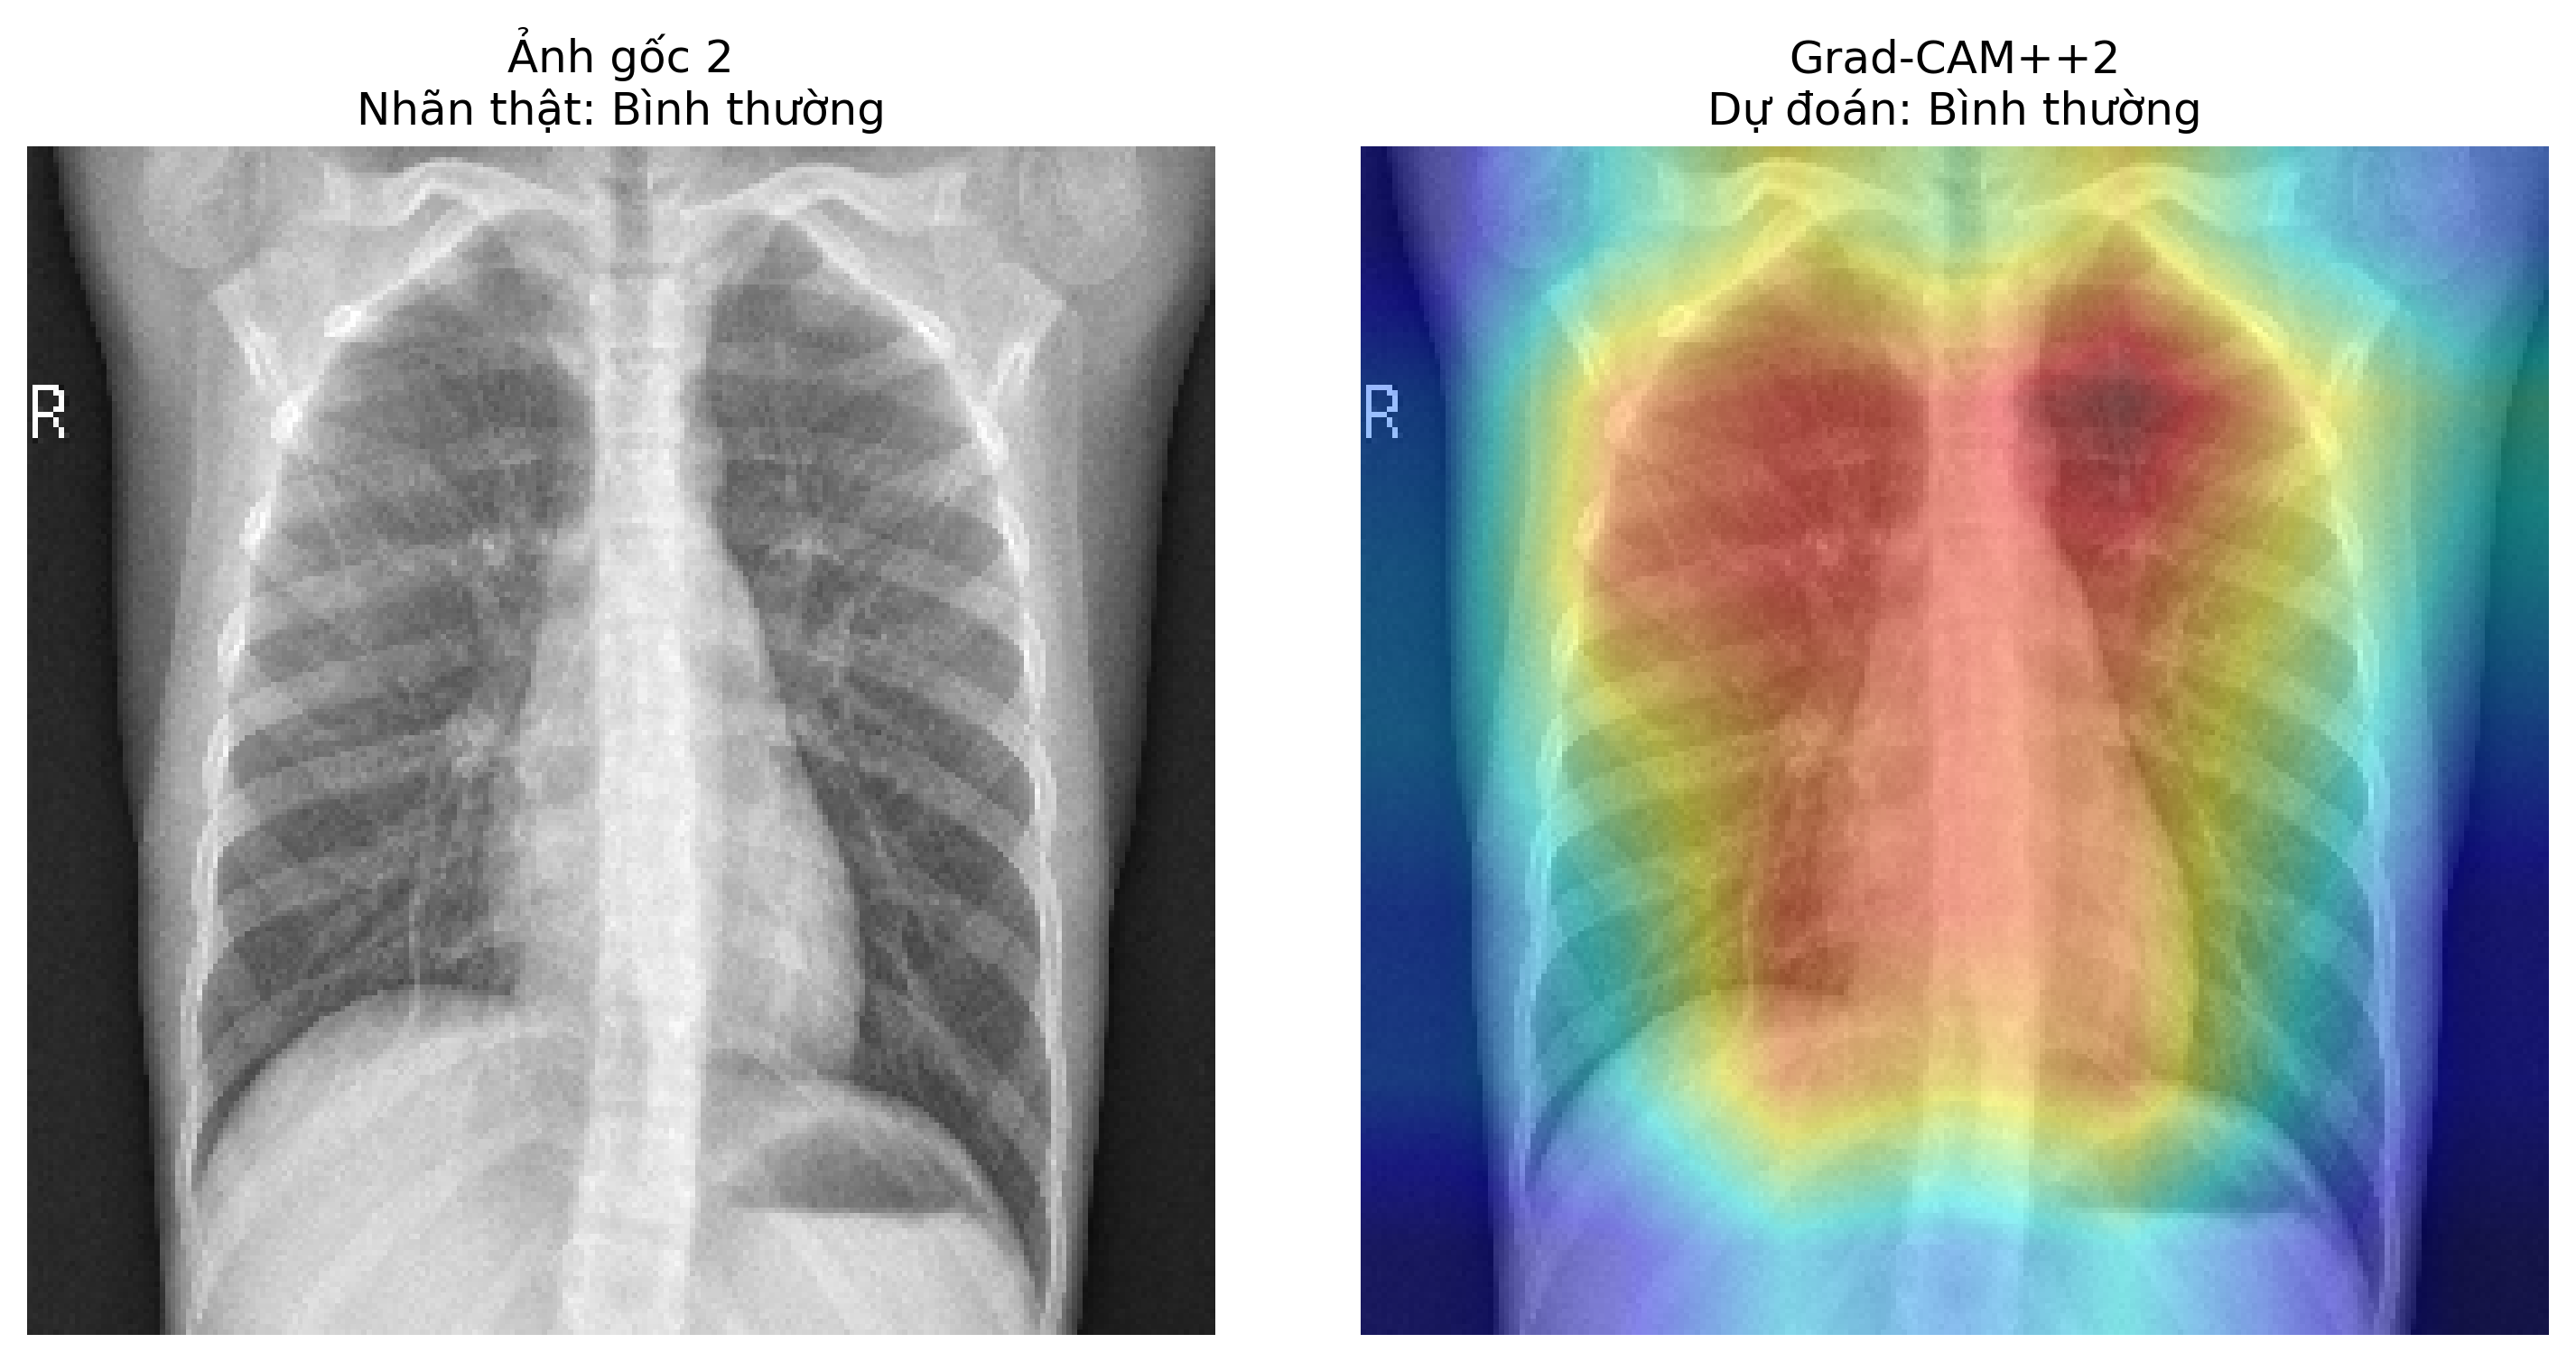 Ảnh gốc 2
Nhãn thật: Bình thường
Grad-CAM++2
Dự đoán: Bình thường
R
R